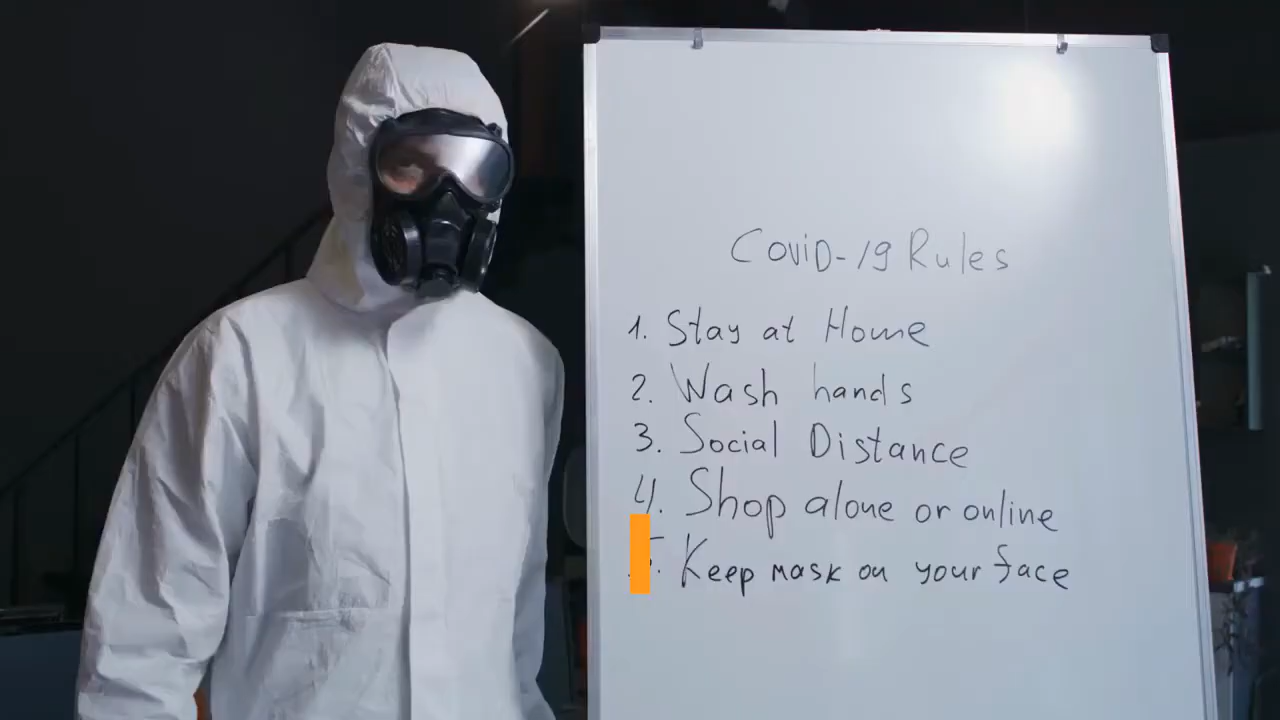 Covid-19 Rules
1. Stay at Home
2. Wash hands
3. Social Distance
4. Shop alone or online
Keep mask on your face